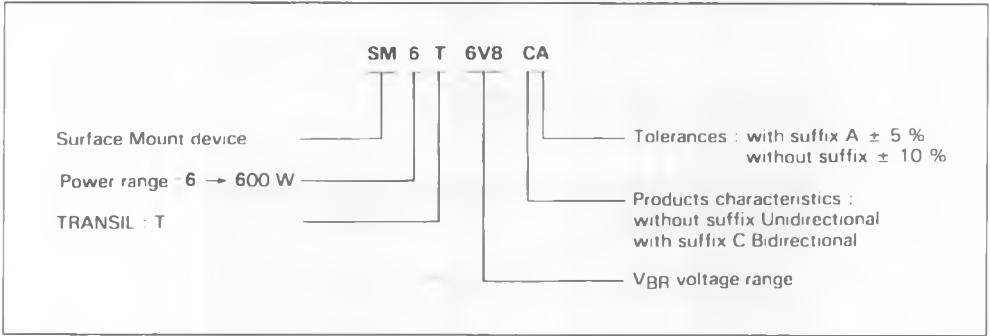 SM 6 T 6V8 CA
Surface Mount device
Power range 6 → 600 W
TRANSIL : T
Tolerances : with suffix A ± 5 %
without suffix ± 10 %
Products characteristics :
without suffix Unidirectional
with suffix C Bidirectional
VBR voltage range